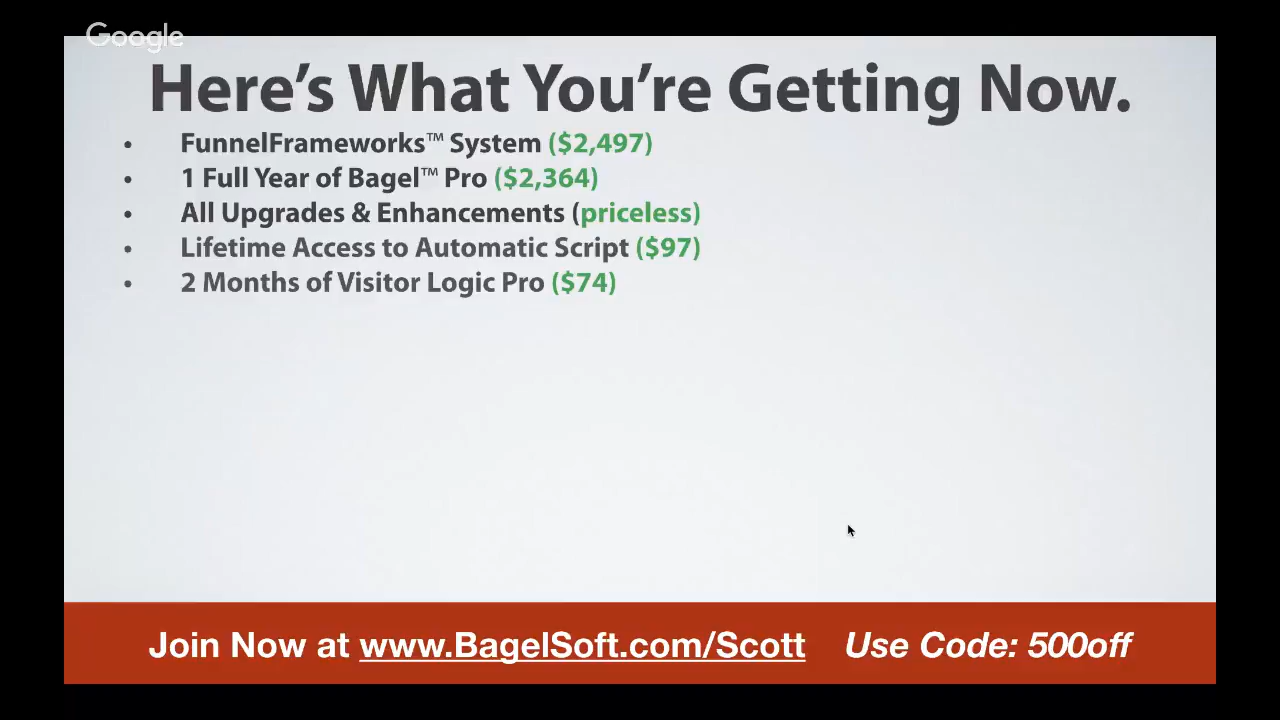 Google
Here's What You're Getting Now.
• FunnelFrameworks™ System ($2,497)
• 1 Full Year of Bagel™ Pro ($2,364)
• All Upgrades & Enhancements (priceless)
• Lifetime Access to Automatic Script ($97)
• 2 Months of Visitor Logic Pro ($74)
Join Now at www.BagelSoft.com/Scott Use Code: 500off